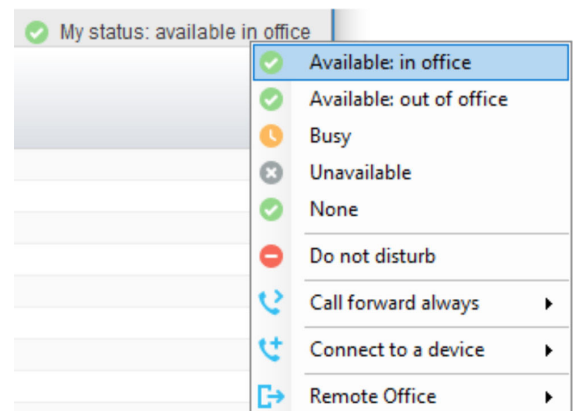 My status: available in office
Available: in office
Available: out of office
Busy
Unavailable
None
Do not disturb
Call forward always
Connect to a device
Remote Office